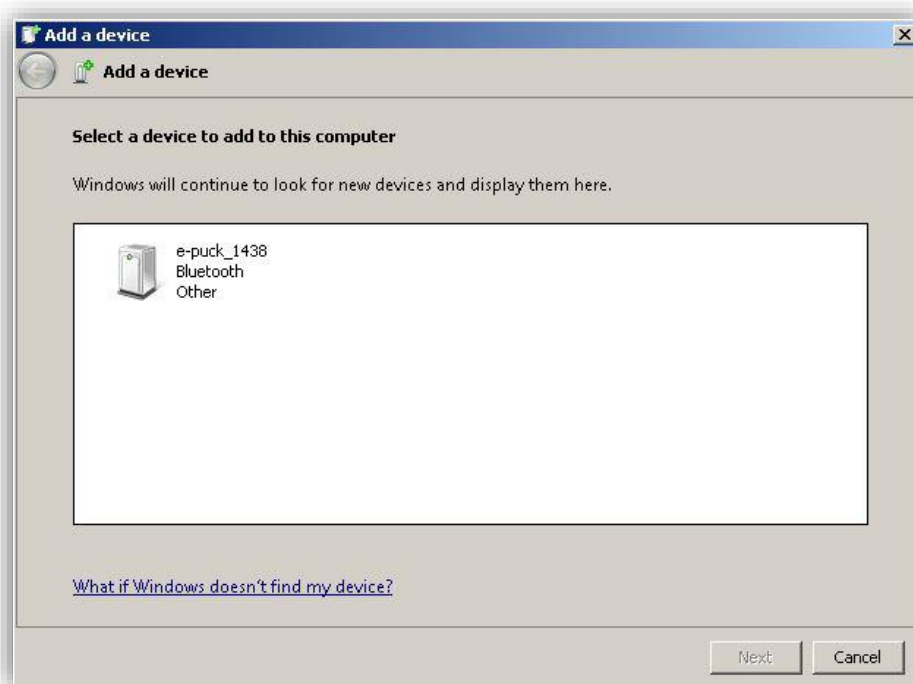 Add a device
Add a device
Select a device to add to this computer
Windows will continue to look for new devices and display them here.
e-puck_1438
Bluetooth
Other
What if Windows doesn't find my device?
Next
Cancel